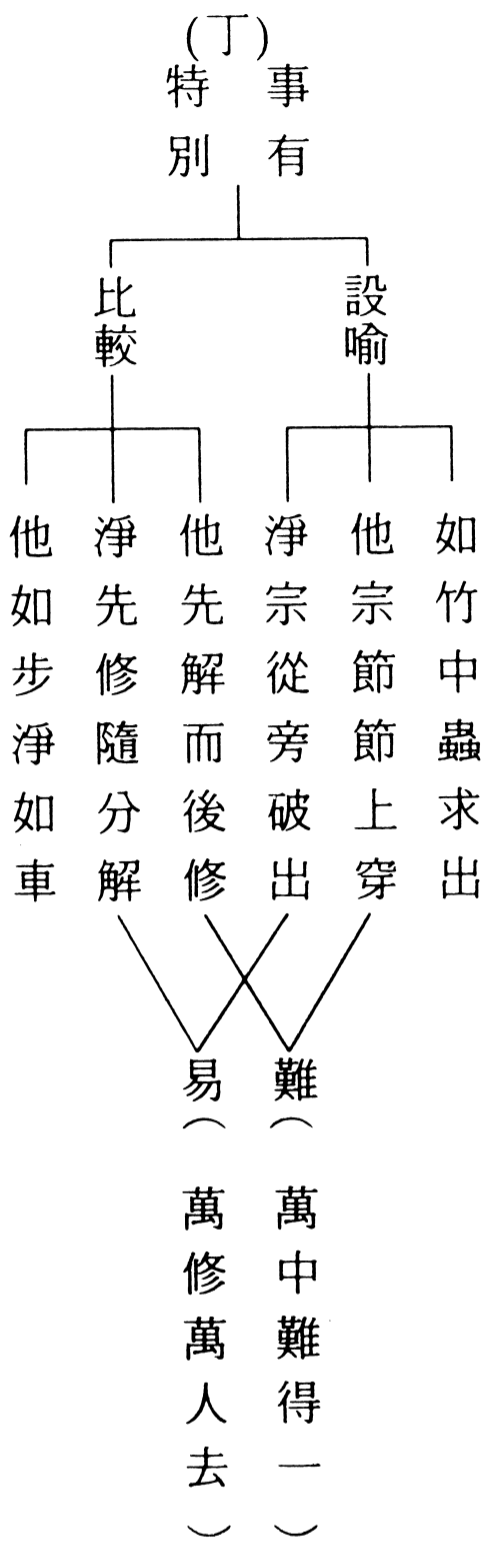 (丁)
事有
特別
設喻
比較
如竹中蟲求出
他宗節節上穿
淨宗從旁破出
他先解而後修
淨先修隨分解
他如步淨如車
難(萬中難得一)
易(萬修萬人去)